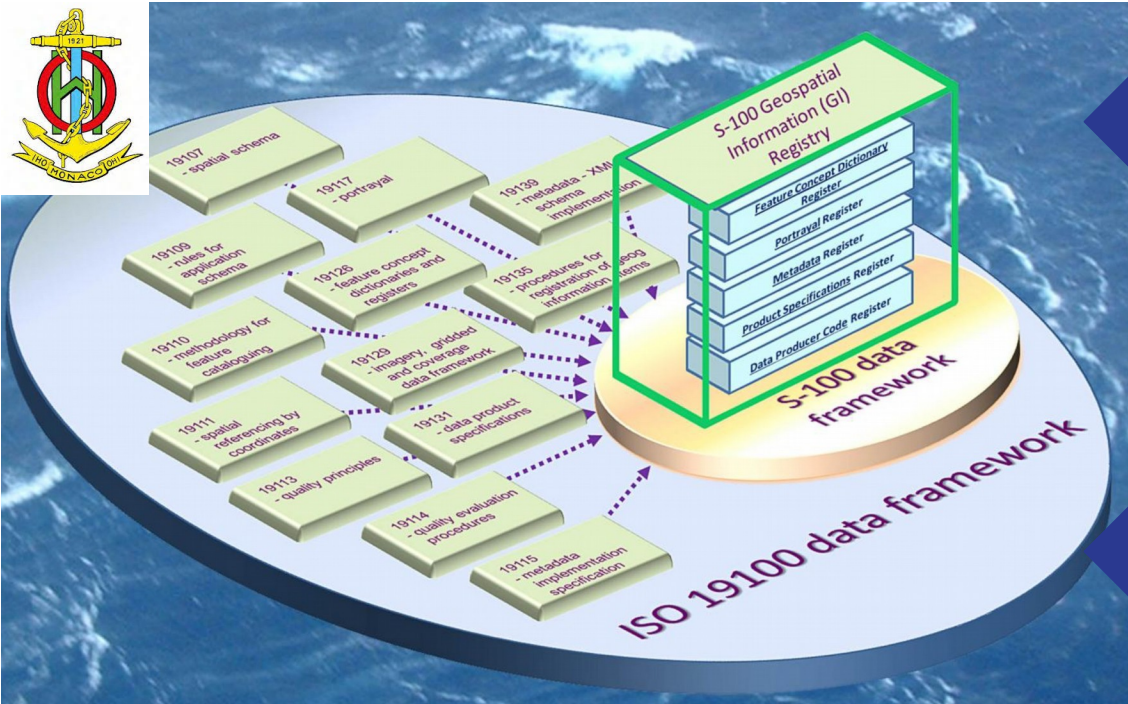 1921
IHO
MONACO
OHI
19107
- spatial schema
19117
- portrayal
19139
- metadata - XML
schema
implementation
19109
- rules for
application
schema
19126
- feature concept
dictionaries and
registers
19135
- procedures for
registration of geog
information items
19110
- methodology for
feature
cataloguing
19129
- imagery, gridded
and coverage
data framework
19111
- spatial
referencing by
coordinates
19131
- data product
specifications
19113
- quality principles
19114
- quality evaluation
procedures
19115
- metadata
implementation
specification
S-100 Geospatial
Information (GI)
Registry
Feature Concept Dictionary
Register
Portrayal Register
Metadata Register
Product Specifications Register
Data Producer Code Register
S-100 data
framework
ISO 19100 data framework